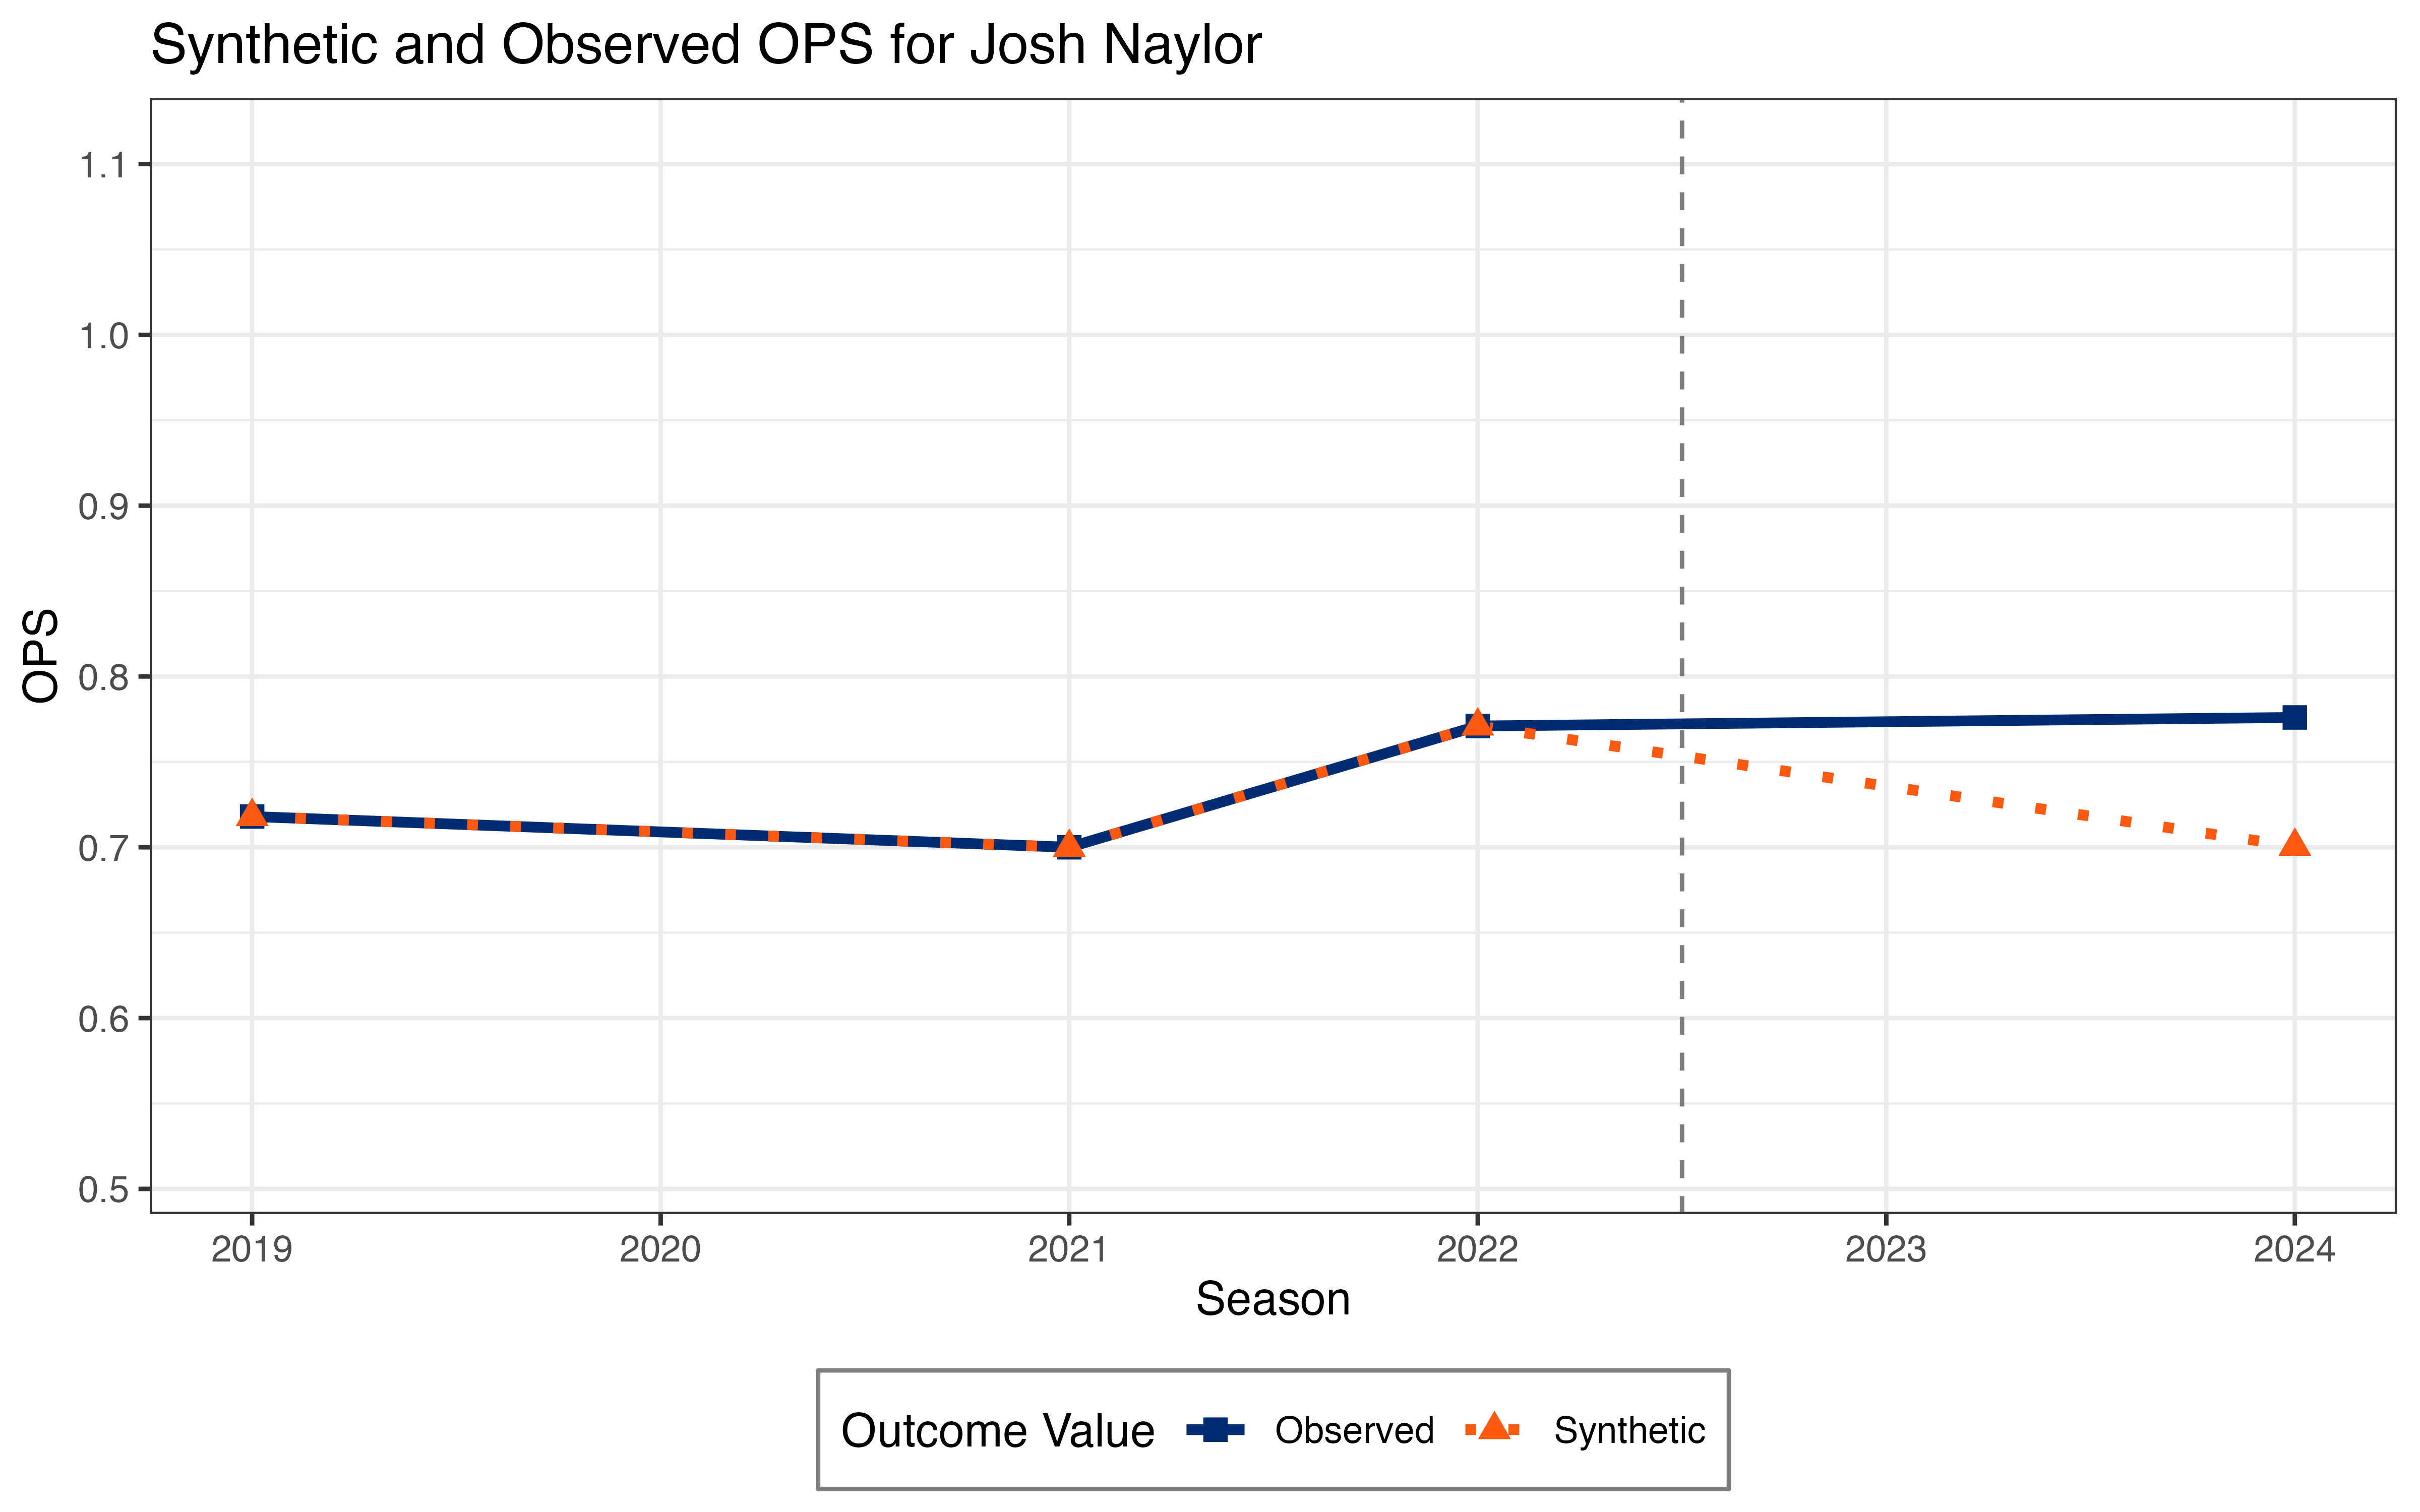 Synthetic and Observed OPS for Josh Naylor
1.1
1.0
0.9
0.8
0.7
0.6
0.5
OPS
2019 2020 2021 2022 2023 2024
Season
Outcome Value Observed Synthetic